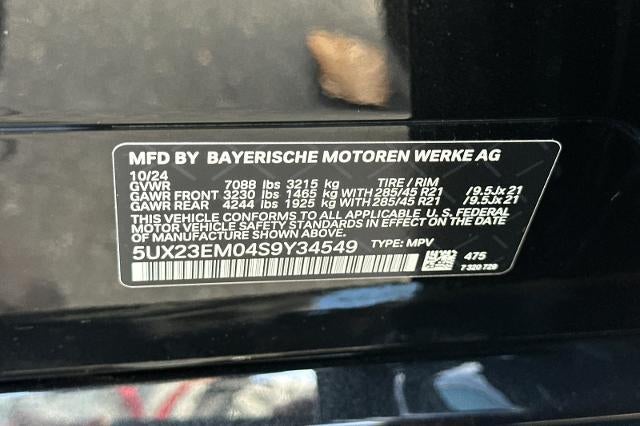 MFD BY BAYERISCHE MOTOREN WERKE AG
10/24
GVWR 7088 lbs 3215 kg TIRE / RIM
GAWR FRONT 3230 lbs 1465 kg WITH 285/45 R21 /9.5Jx21
GAWR REAR 4244 lbs 1925 kg WITH 285/45 R21 /9.5Jx21
THIS VEHICLE CONFORMS TO ALL APPLICABLE U. S. FEDERAL
MOTOR VEHICLE SAFETY STANDARDS IN EFFECT ON
THE DATE OF MANUFACTURE SHOWN ABOVE.
5UX23EM04S9Y34549 TYPE: MPV
475
7 320 729